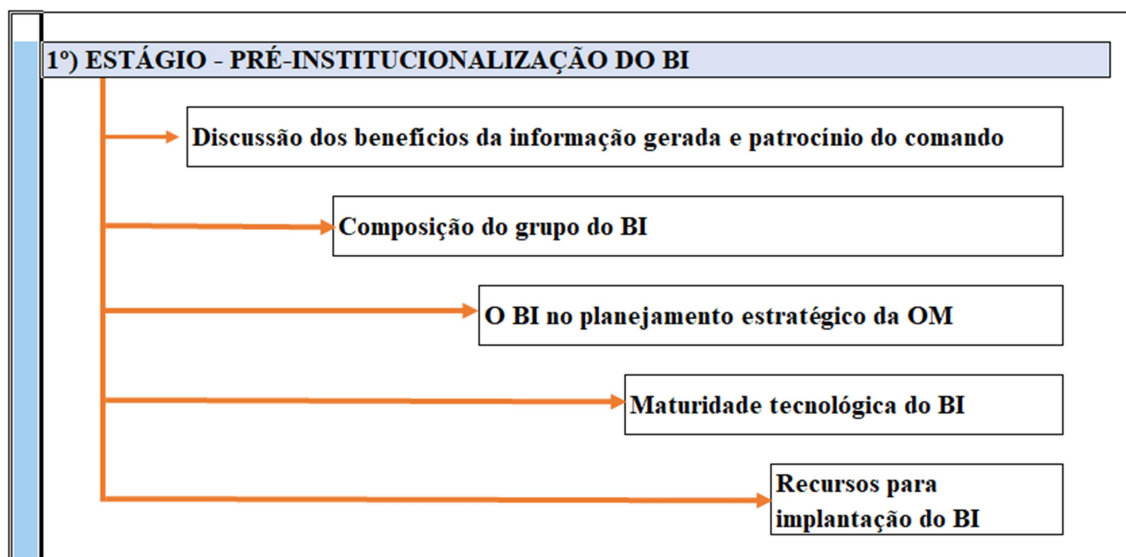 1º) ESTÁGIO - PRÉ-INSTITUCIONALIZAÇÃO DO BI
Discussão dos benefícios da informação gerada e patrocínio do comando
Composição do grupo do BI
O BI no planejamento estratégico da OM
Maturidade tecnológica do BI
Recursos para
implantação do BI